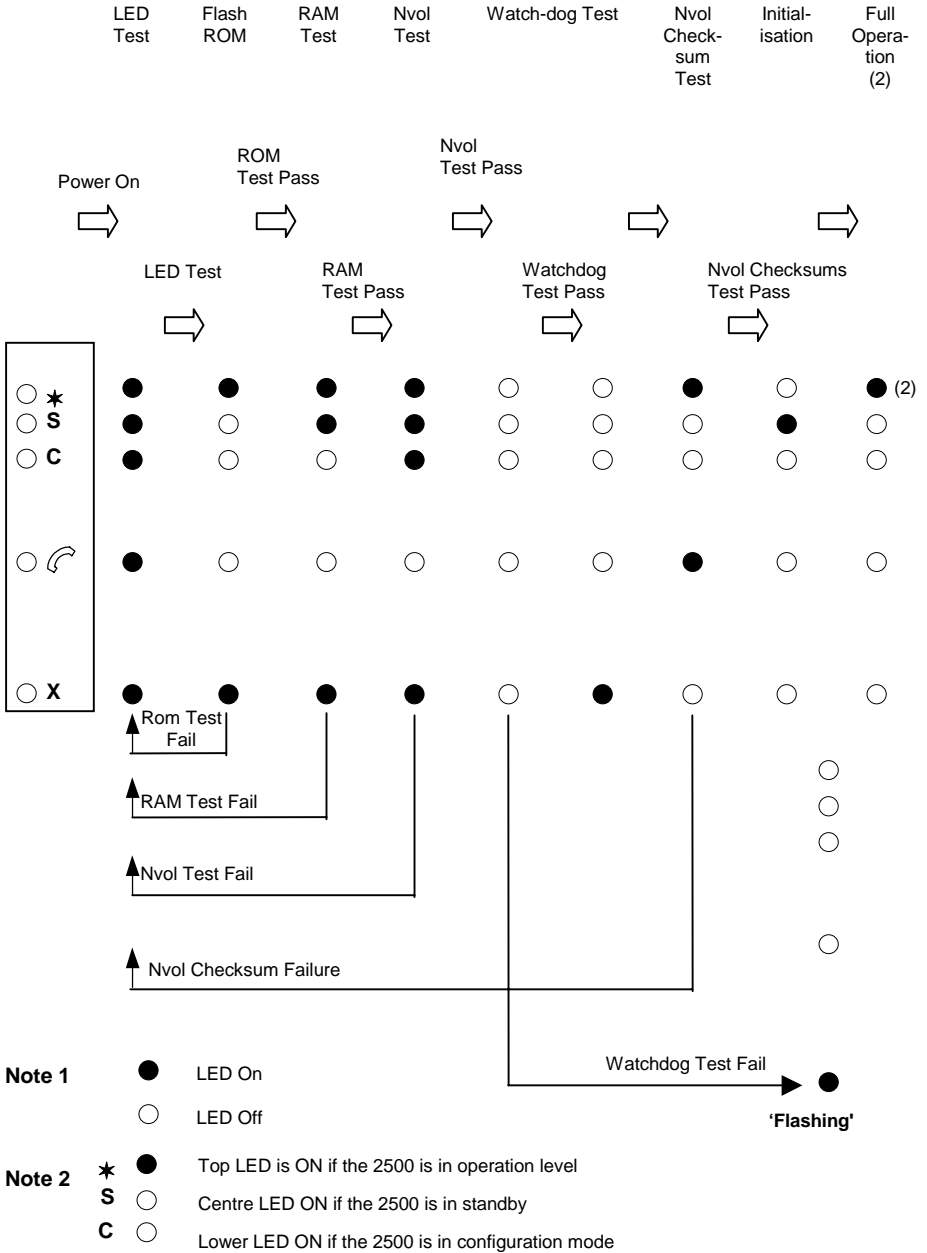 LED
Test
Flash
ROM
RAM
Test
Nvol
Test
Watch-dog Test
Nvol
Check-
sum
Test
Initial-
isation
Full
Opera-
tion
(2)
Power On
ROM
Test Pass
Nvol
Test Pass
LED Test
RAM
Test Pass
Watchdog
Test Pass
Nvol Checksums
Test Pass
(2)
S
C
X
Rom Test
Fail
RAM Test Fail
Nvol Test Fail
Nvol Checksum Failure
Watchdog Test Fail
'Flashing'
Note 1
LED On
LED Off
Note 2
Top LED is ON if the 2500 is in operation level
S Centre LED ON if the 2500 is in standby
C Lower LED ON if the 2500 is in configuration mode